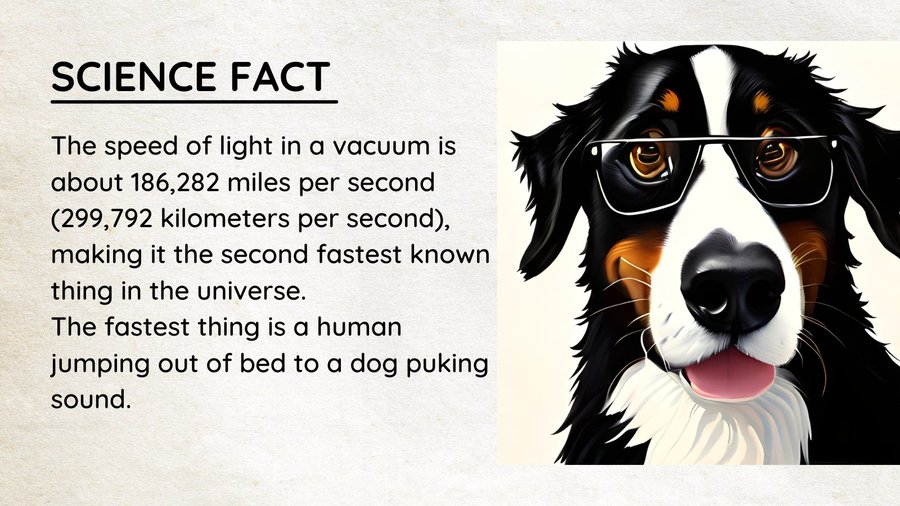 SCIENCE FACT
The speed of light in a vacuum is
about 186,282 miles per second
(299,792 kilometers per second),
making it the second fastest known
thing in the universe.
The fastest thing is a human
jumping out of bed to a dog puking
sound.